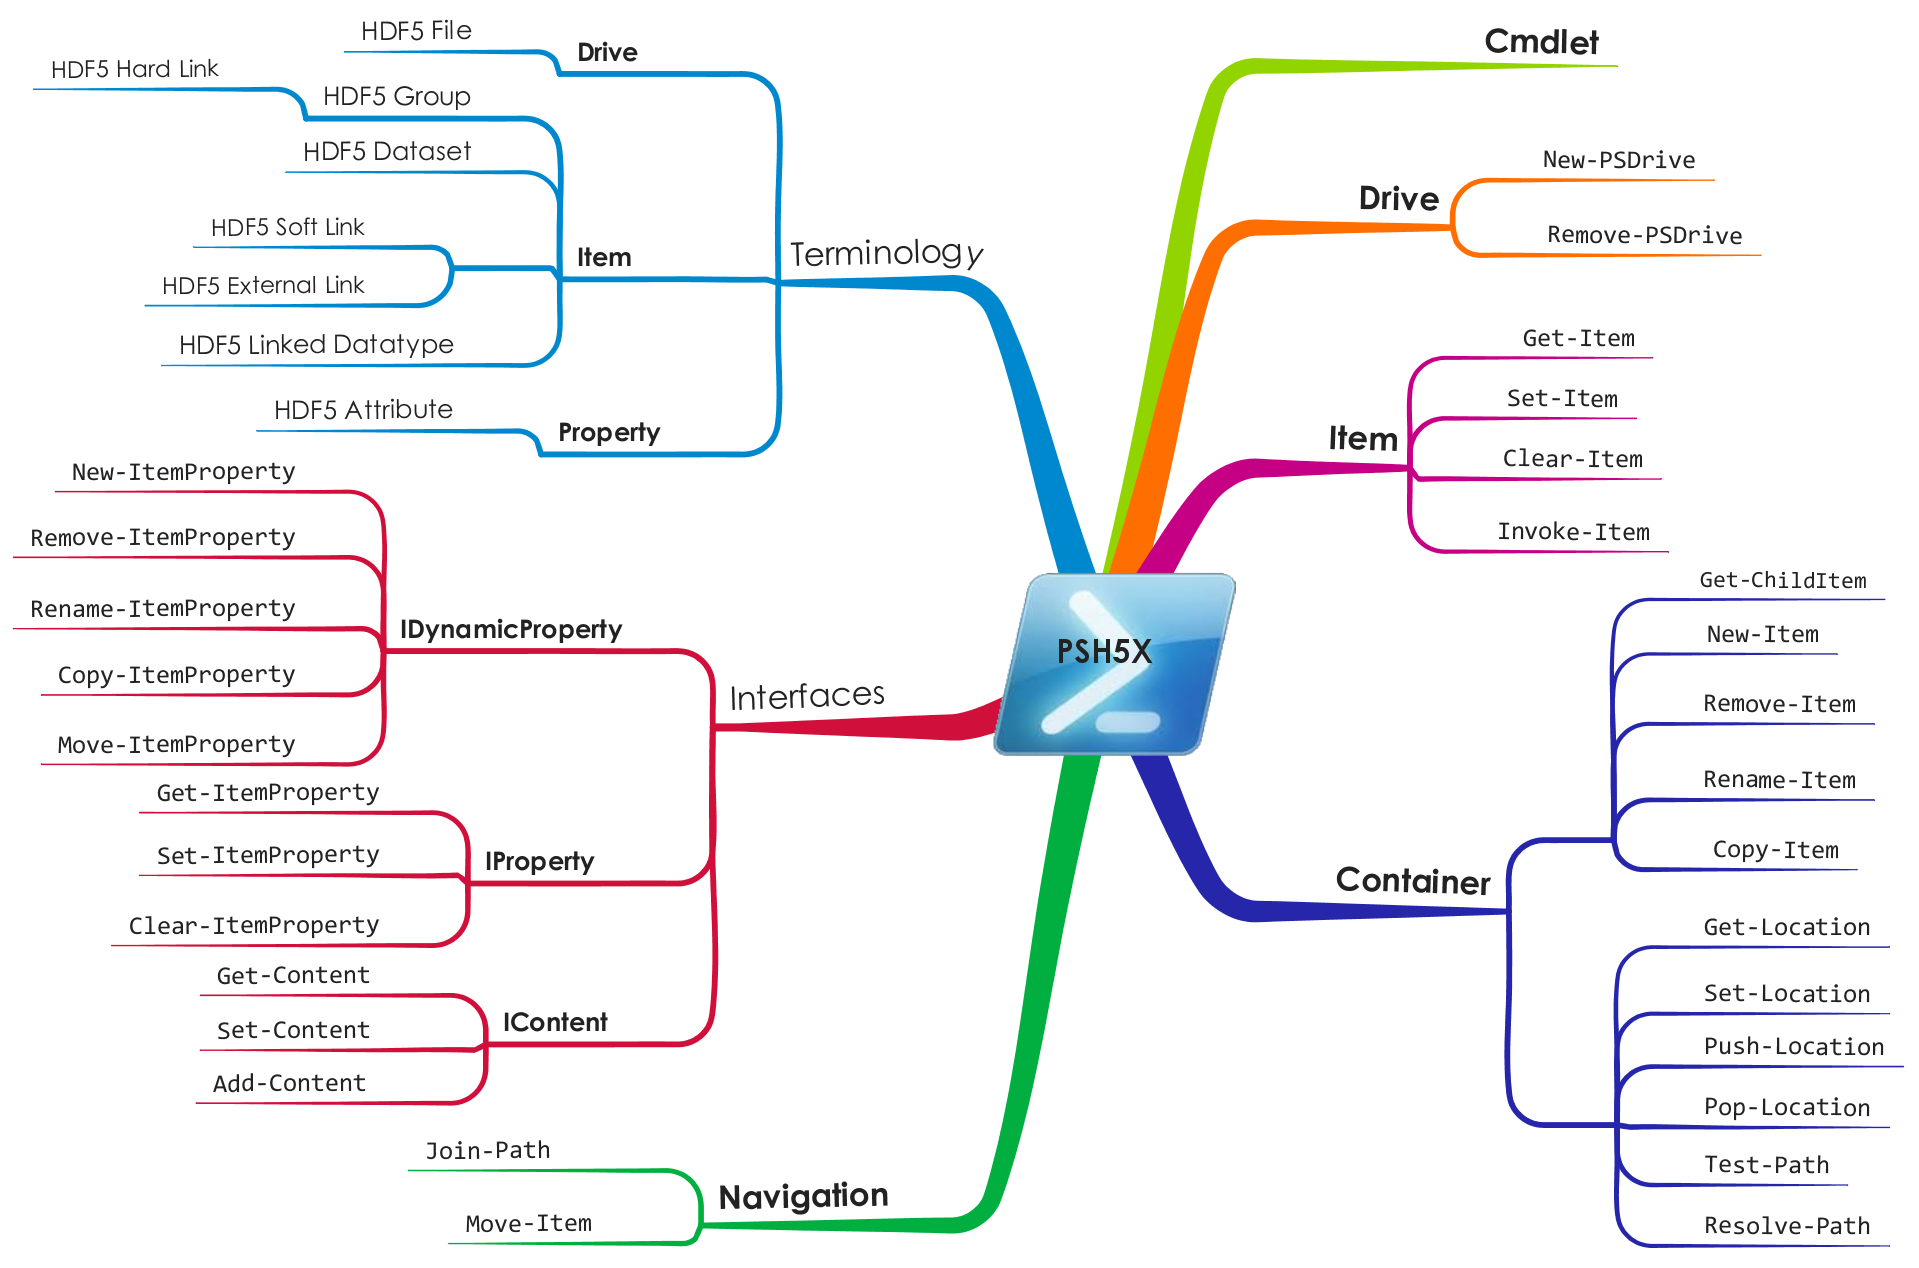 PSH5X
Cmdlet
Drive
New-PSDrive
Remove-PSDrive
Item
Get-Item
Set-Item
Clear-Item
Invoke-Item
Container
Get-ChildItem
New-Item
Remove-Item
Rename-Item
Copy-Item
Get-Location
Set-Location
Push-Location
Pop-Location
Test-Path
Resolve-Path
Terminology
Drive
HDF5 File
Item
HDF5 Group
HDF5 Hard Link
HDF5 Dataset
HDF5 Soft Link
HDF5 External Link
HDF5 Linked Datatype
Property
HDF5 Attribute
Interfaces
IDynamicProperty
New-ItemProperty
Remove-ItemProperty
Rename-ItemProperty
Copy-ItemProperty
Move-ItemProperty
IProperty
Get-ItemProperty
Set-ItemProperty
Clear-ItemProperty
IContent
Get-Content
Set-Content
Add-Content
Navigation
Join-Path
Move-Item